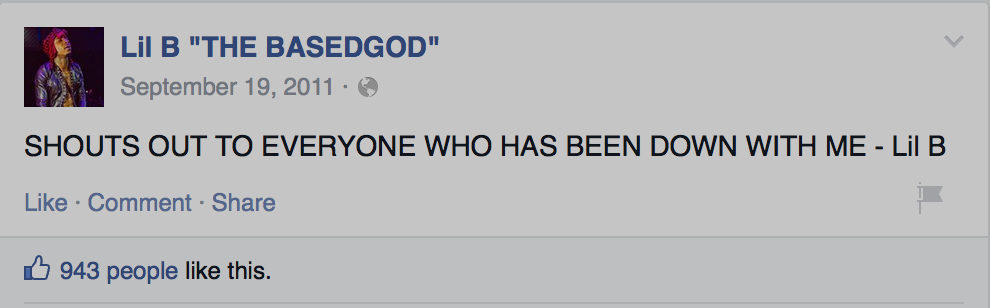 Lil B "THE BASEDGOD"
September 19, 2011 ·
SHOUTS OUT TO EVERYONE WHO HAS BEEN DOWN WITH ME - Lil B
Like · Comment · Share
943 people like this.